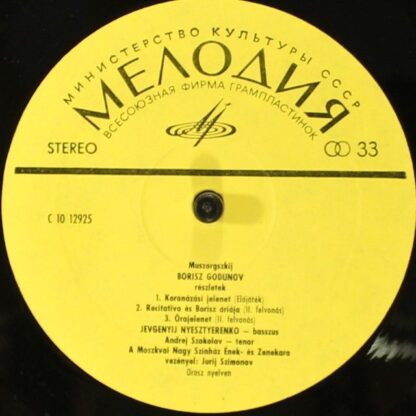 МИНИСТЕРСТВО КУЛЬТУРЫ СССР
МЕЛОДИЯ
ВСЕСОЮЗНАЯ ФИРМА ГРАМПЛАСТИНОК
STEREO
33
C 10 12925
Muszorgszkij
BORISZ GODUNOV
részletek
1. Koronázási jelenet (Előjáték)
2. Recitativo és Borisz áriája (II. felvonás)
3. Órajelenet (II. felvonás)
JEVGENYIJ NYESZTYERENKO – basszus
Andrej Szokolov – tenor
A Moszkvai Nagy Színház Ének- és Zenekara
vezényel: Jurij Szimonov
Orosz nyelven